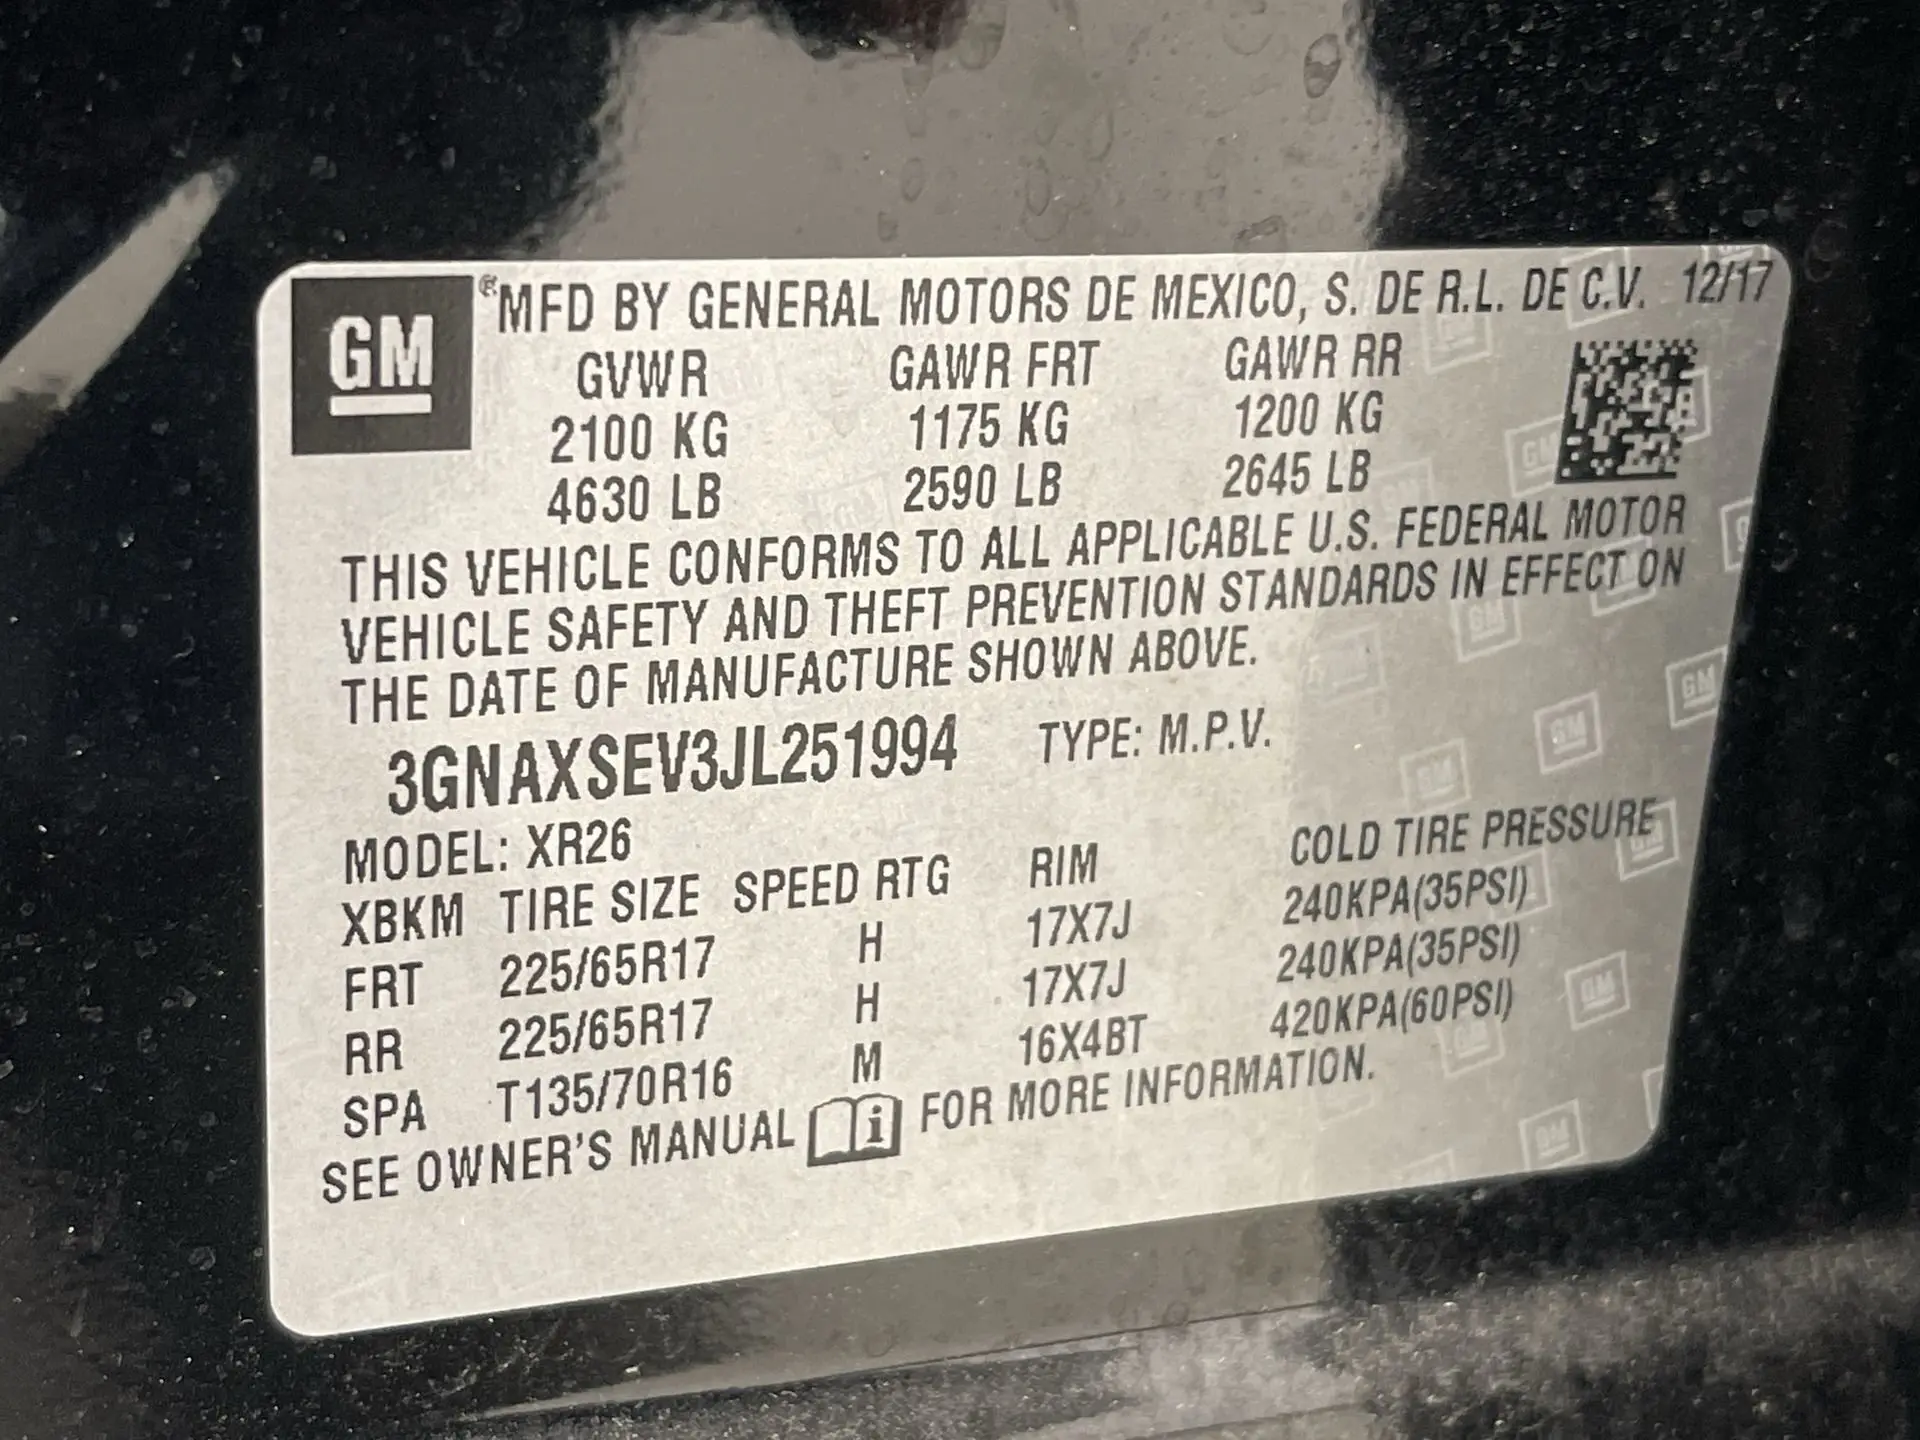 GM ® MFD BY GENERAL MOTORS DE MEXICO, S. DE R.L. DE C.V. 12/17
GVWR GAWR FRT GAWR RR
2100 KG 1175 KG 1200 KG
4630 LB 2590 LB 2645 LB
THIS VEHICLE CONFORMS TO ALL APPLICABLE U.S. FEDERAL MOTOR
VEHICLE SAFETY AND THEFT PREVENTION STANDARDS IN EFFECT ON
THE DATE OF MANUFACTURE SHOWN ABOVE.
3GNAXSEV3JL251994 TYPE: M.P.V.
MODEL: XR26
XBKM TIRE SIZE SPEED RTG RIM COLD TIRE PRESSURE
FRT 225/65R17 H 17X7J 240KPA(35PSI)
RR 225/65R17 H 17X7J 240KPA(35PSI)
SPA T135/70R16 M 16X4BT 420KPA(60PSI)
SEE OWNER'S MANUAL i FOR MORE INFORMATION.